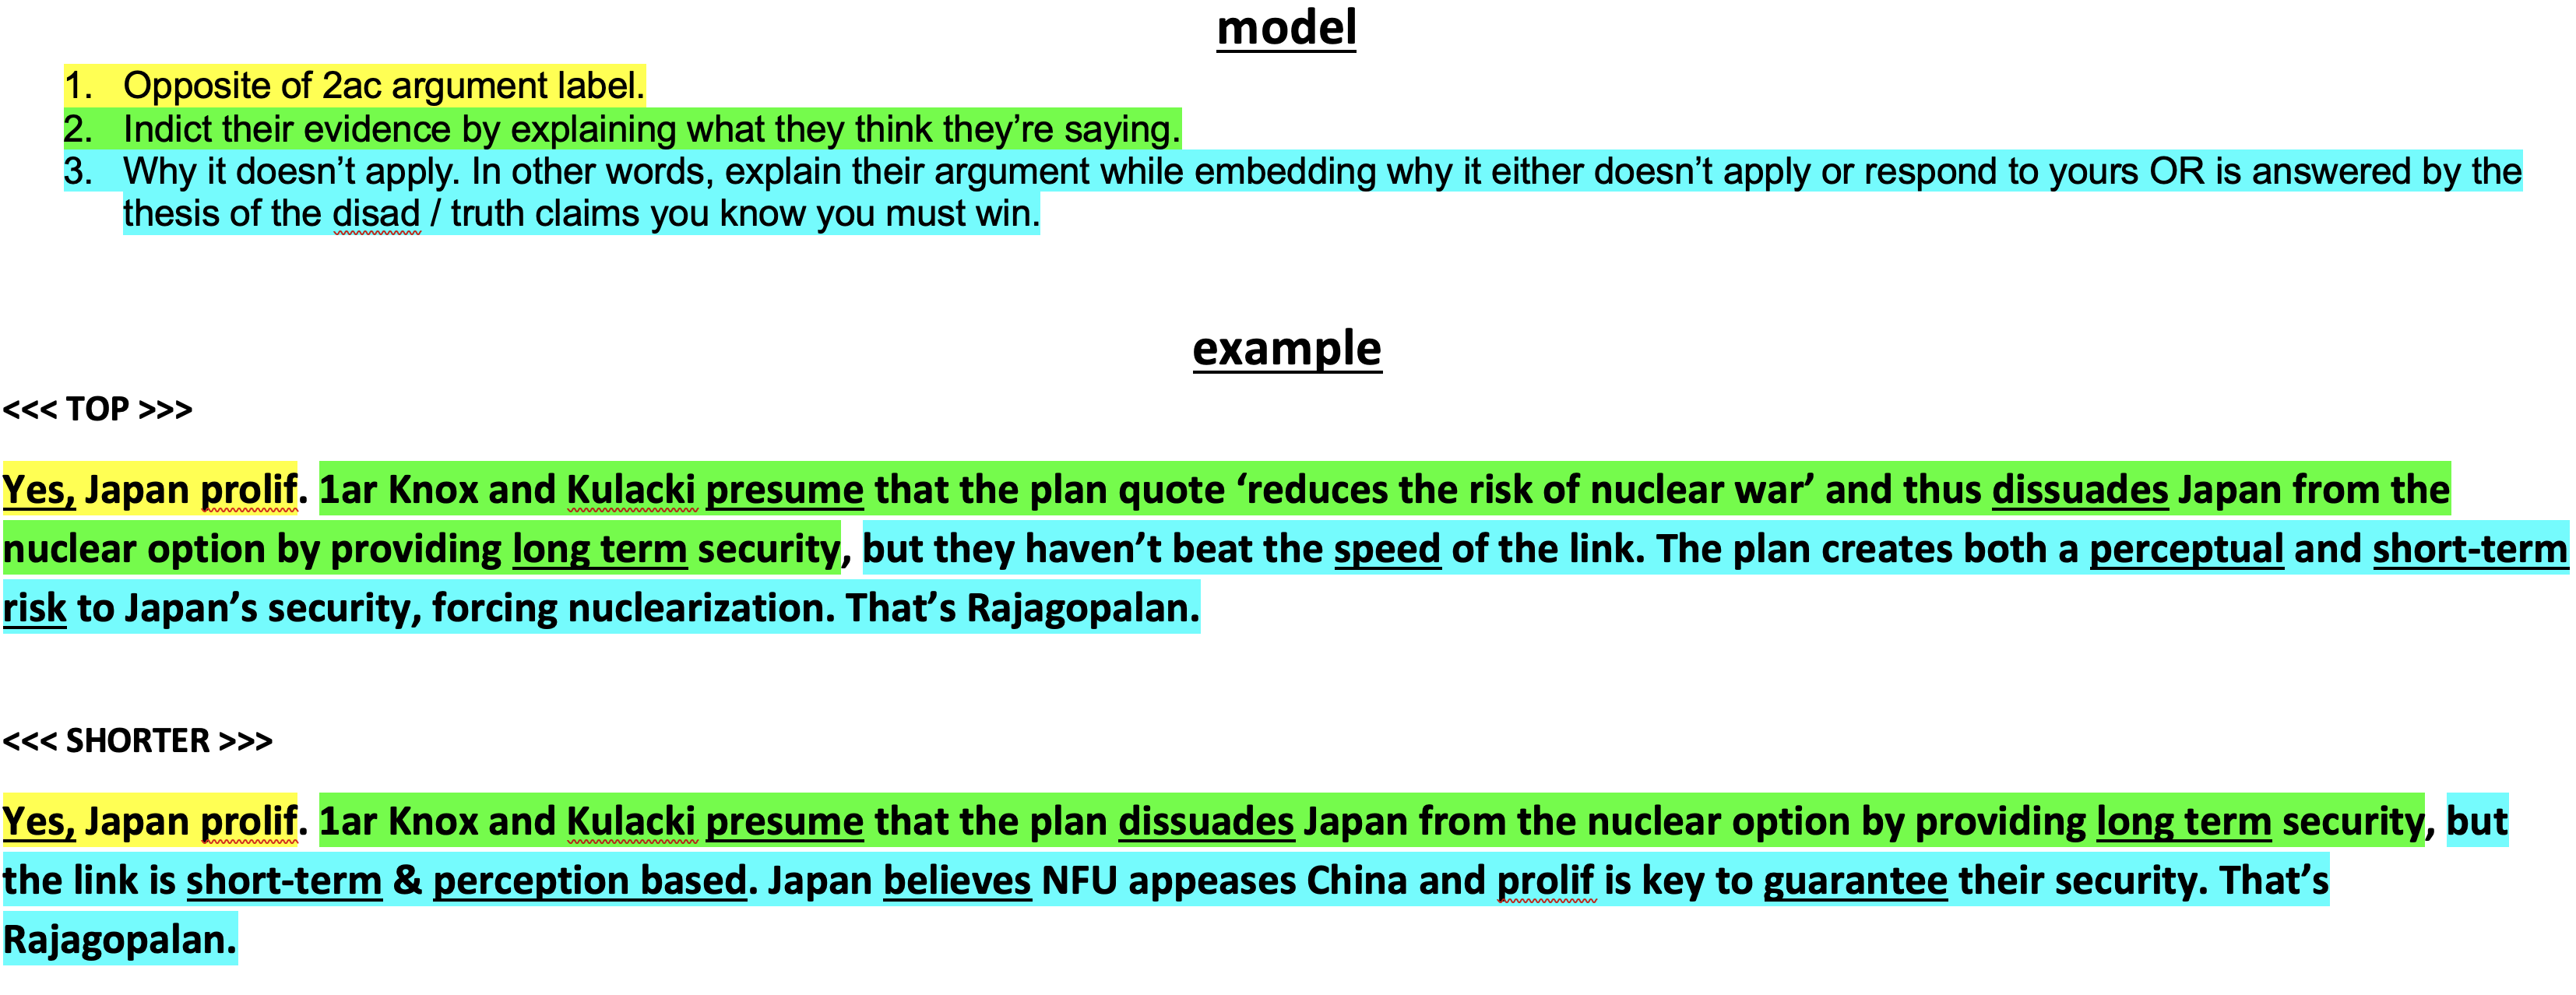 model
1. Opposite of 2ac argument label.
2. Indict their evidence by explaining what they think they’re saying.
3. Why it doesn’t apply. In other words, explain their argument while embedding why it either doesn’t apply or respond to yours OR is answered by the
thesis of the disad / truth claims you know you must win.
example
<<< TOP >>>
Yes, Japan prolif. 1ar Knox and Kulacki presume that the plan quote ‘reduces the risk of nuclear war’ and thus dissuades Japan from the
nuclear option by providing long term security, but they haven’t beat the speed of the link. The plan creates both a perceptual and short-term
risk to Japan’s security, forcing nuclearization. That’s Rajagopalan.
<<< SHORTER >>>
Yes, Japan prolif. 1ar Knox and Kulacki presume that the plan dissuades Japan from the nuclear option by providing long term security, but
the link is short-term & perception based. Japan believes NFU appeases China and prolif is key to guarantee their security. That’s
Rajagopalan.